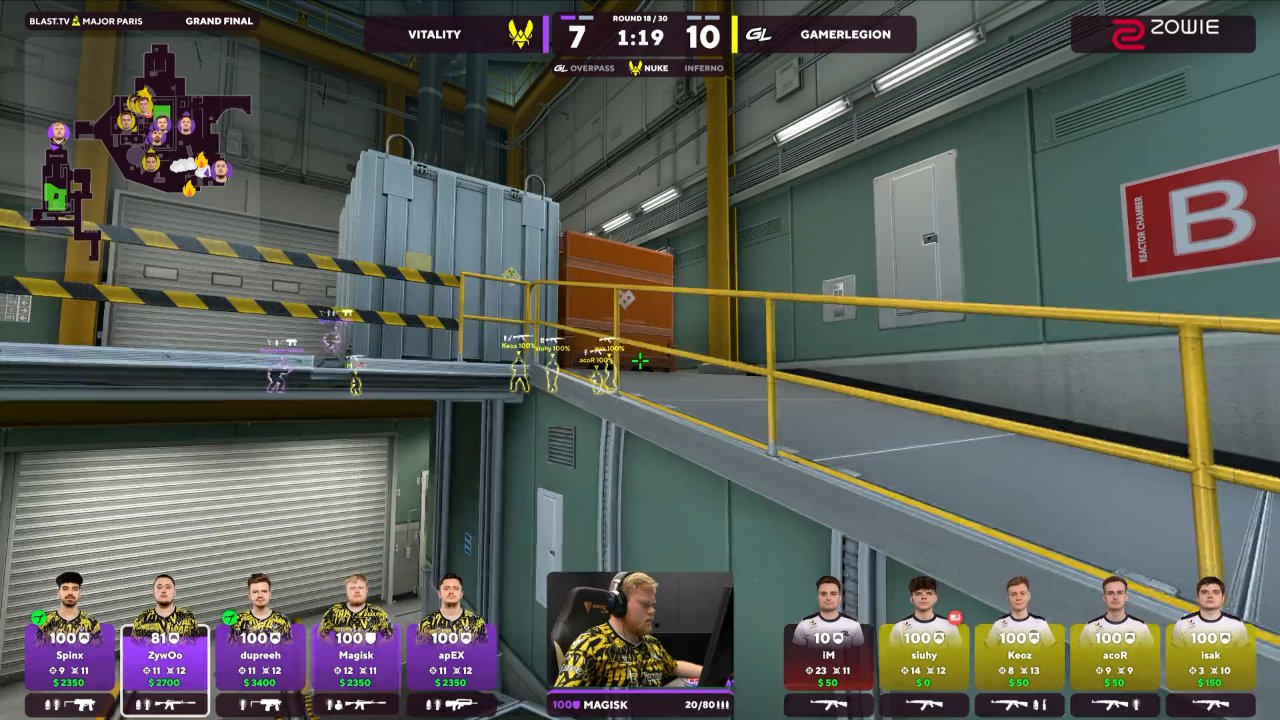 BLAST.TV MAJOR PARIS
GRAND FINAL
VITALITY
7
ROUND 18 / 30
1:19
10
GL
GAMERLEGION
ZOWIE
GL OVERPASS
NUKE
INFERNO
REACTOR CHAMBER
B
Keoz 100%
siuhy 100%
acoR 100%
100
Spinx
9 11
$2350
81
ZywOo
11 12
$2700
100
dupreeh
11 12
$3400
100
Magisk
12 11
$2350
100
apEX
11 12
$2350
100 MAGISK
20/80
10
iM
23 11
$50
100
siuhy
14 12
$0
100
Keoz
8 13
$50
100
acoR
9 9
$50
100
isak
3 10
$150